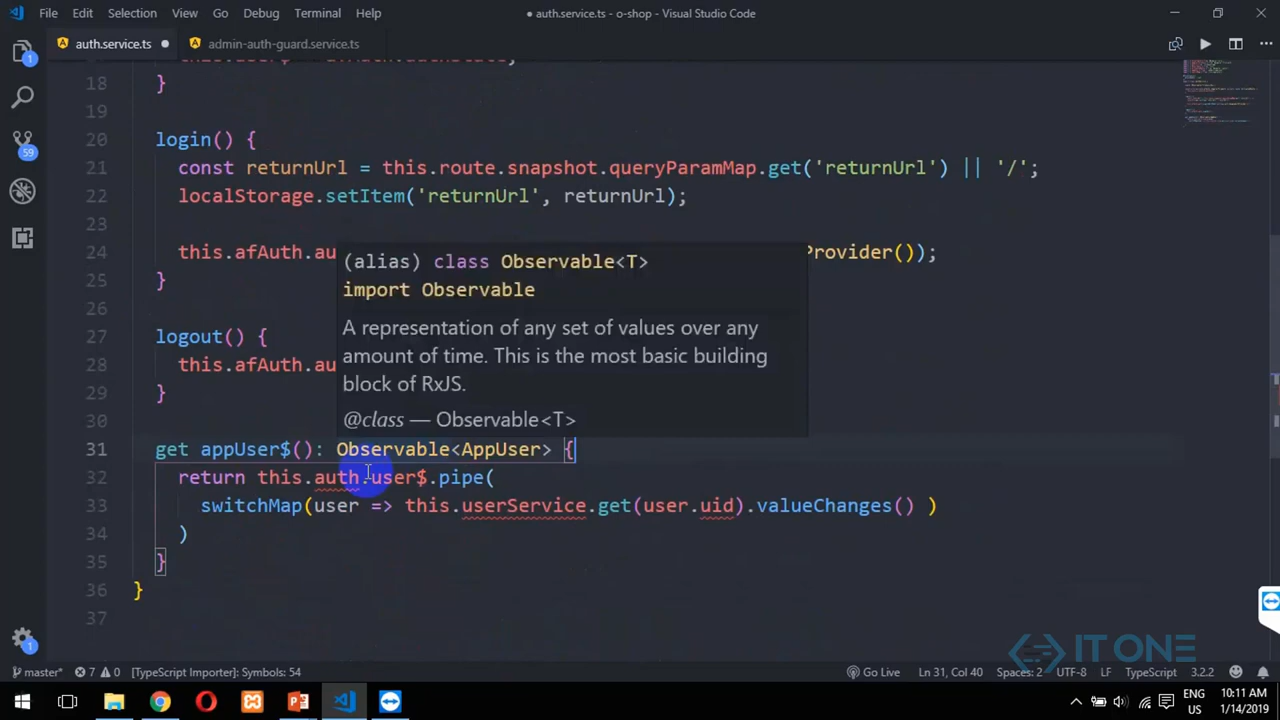 File Edit Selection View Go Debug Terminal Help
● auth.service.ts - o-shop - Visual Studio Code
auth.service.ts ●
admin-auth-guard.service.ts
18 }
19
20 login() {
21 const returnUrl = this.route.snapshot.queryParamMap.get('returnUrl') || '/';
22 localStorage.setItem('returnUrl', returnUrl);
23
24 this.afAuth.au Provider());
25 }
26
27 logout() {
28 this.afAuth.au
29 }
30
31 get appUser$(): Observable<AppUser> {
32 return this.auth.user$.pipe(
33 switchMap(user => this.userService.get(user.uid).valueChanges() )
34 )
35 }
36 }
37
(alias) class Observable<T>
import Observable
A representation of any set of values over any
amount of time. This is the most basic building
block of RxJS.
@class — Observable<T>
1
59
1
IT ONE
master* 7 0 [TypeScript Importer]: Symbols: 54
Go Live Ln 31, Col 40 Spaces: 2 UTF-8 LF TypeScript 3.2.2
ENG
US
10:11 AM
1/14/2019